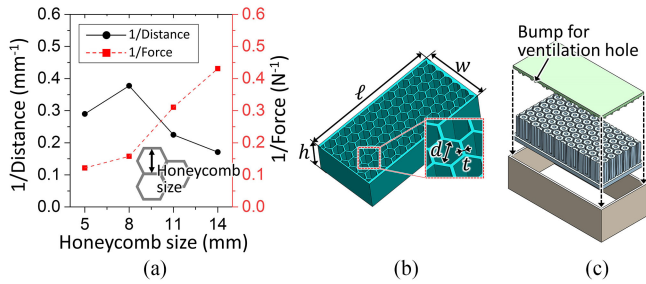 (a)
1/Distance (mm⁻¹)
0.6
0.5
0.4
0.3
0.2
0.1
0.0
1/Distance
1/Force
Honeycomb
size
0.6
0.5
0.4
0.3
0.2
0.1
0.0
1/Force (N⁻¹)
5 8 11 14
Honeycomb size (mm)
(a)
(b)
ℓ
w
h
d
t
(b)
(c)
Bump for
ventilation hole
(c)